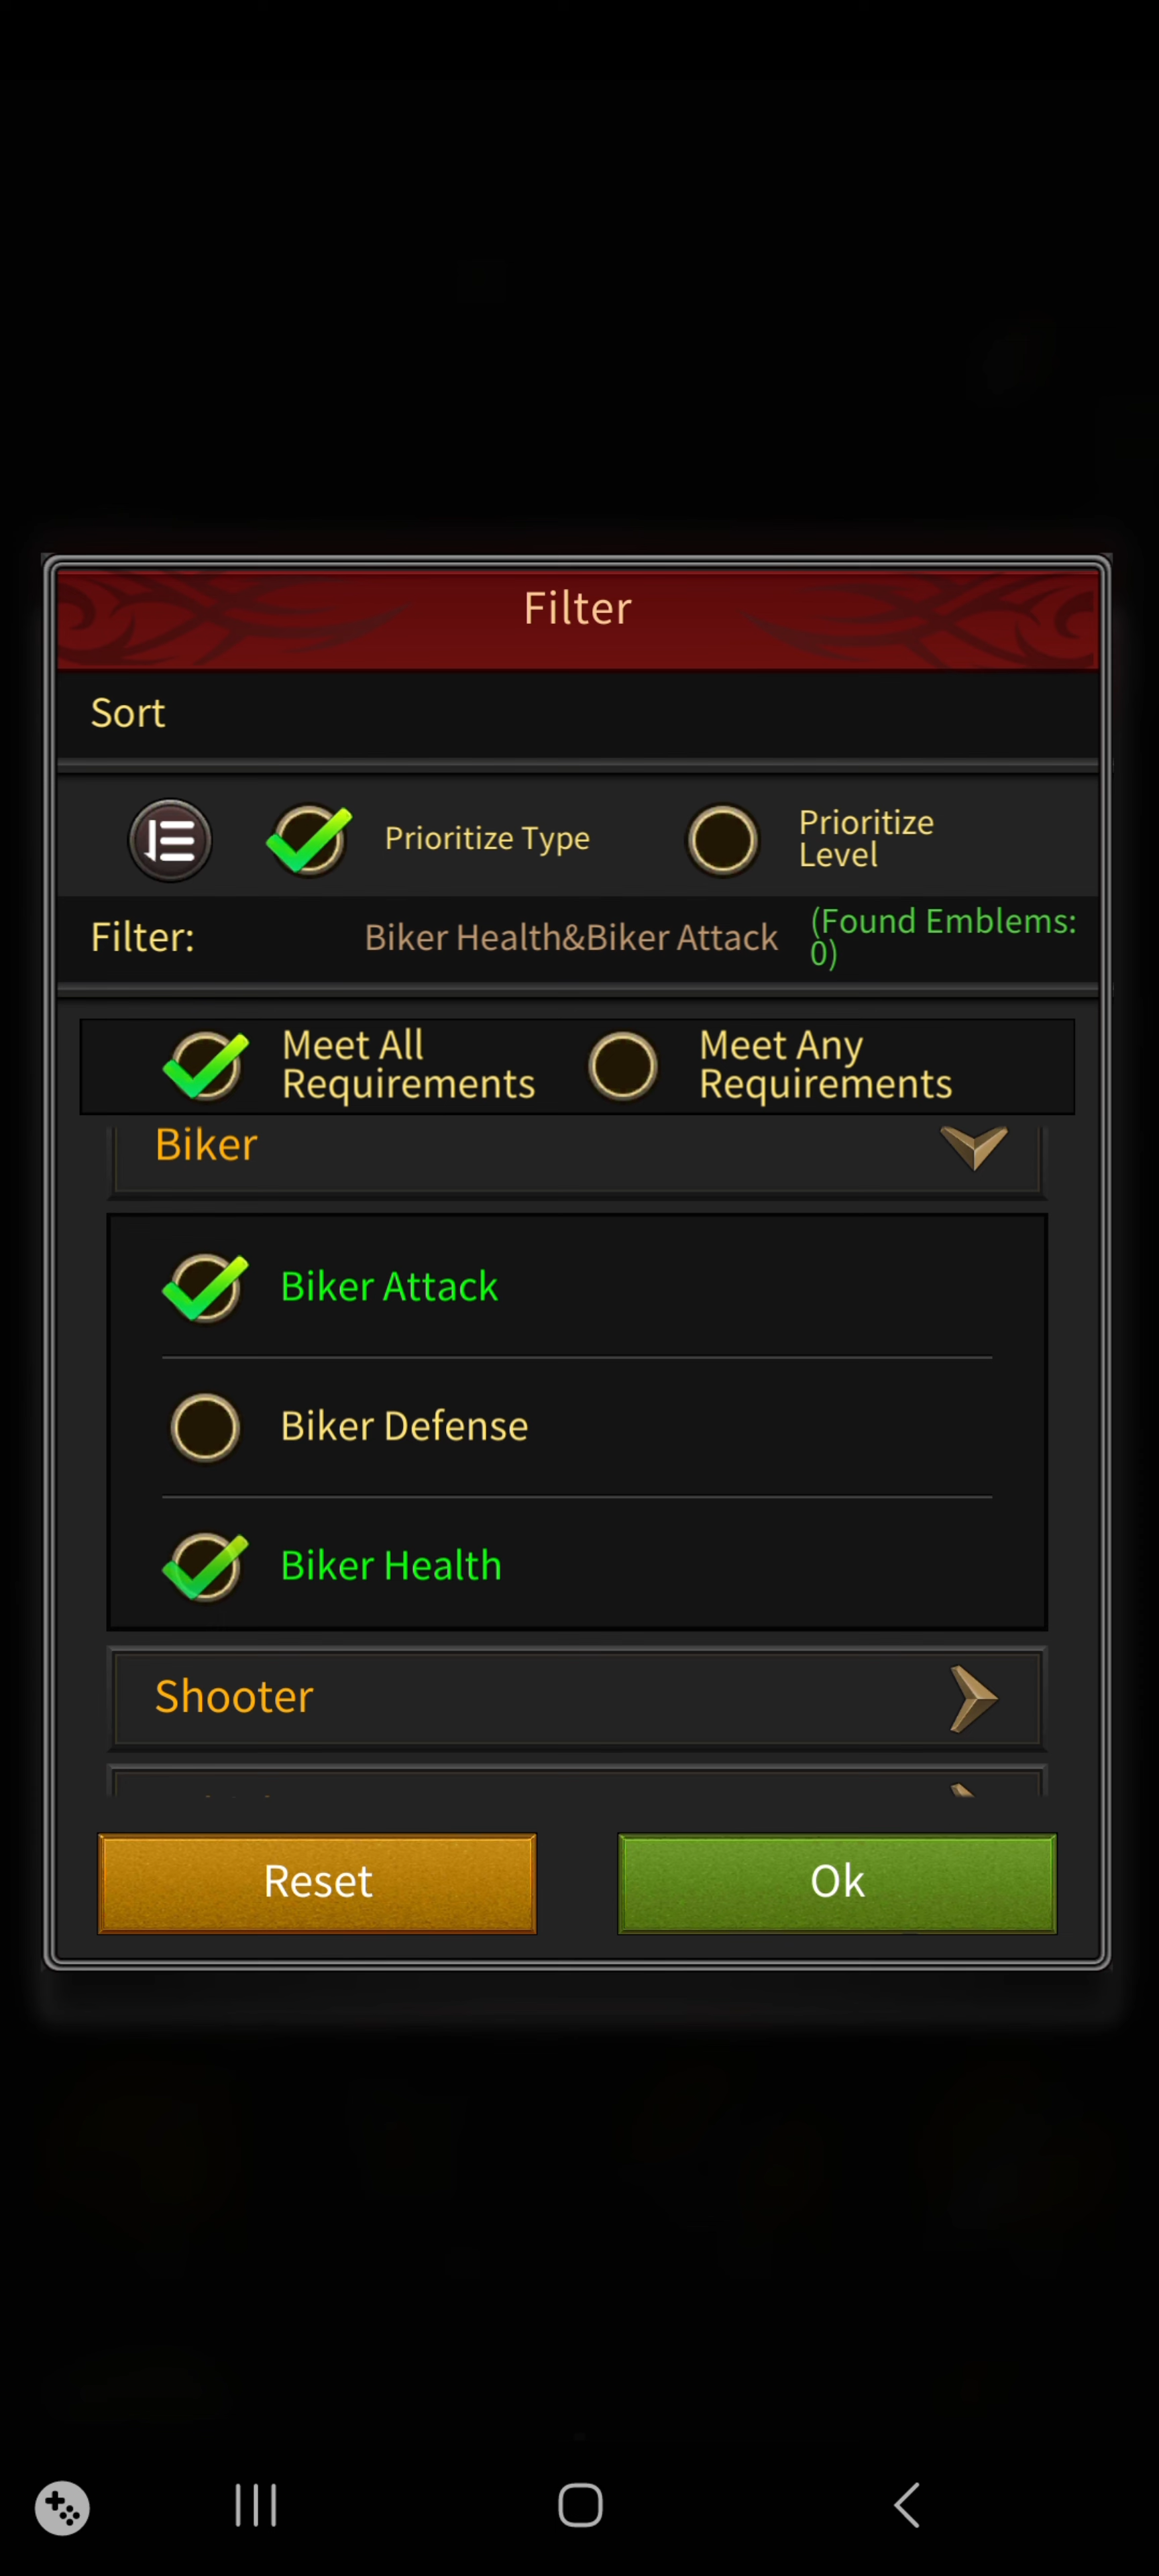 Filter
Sort
Prioritize Type
Prioritize
Level
Filter:
Biker Health&Biker Attack
(Found Emblems:
0)
Meet All
Requirements
Meet Any
Requirements
Biker
Biker Attack
Biker Defense
Biker Health
Shooter
Reset
Ok